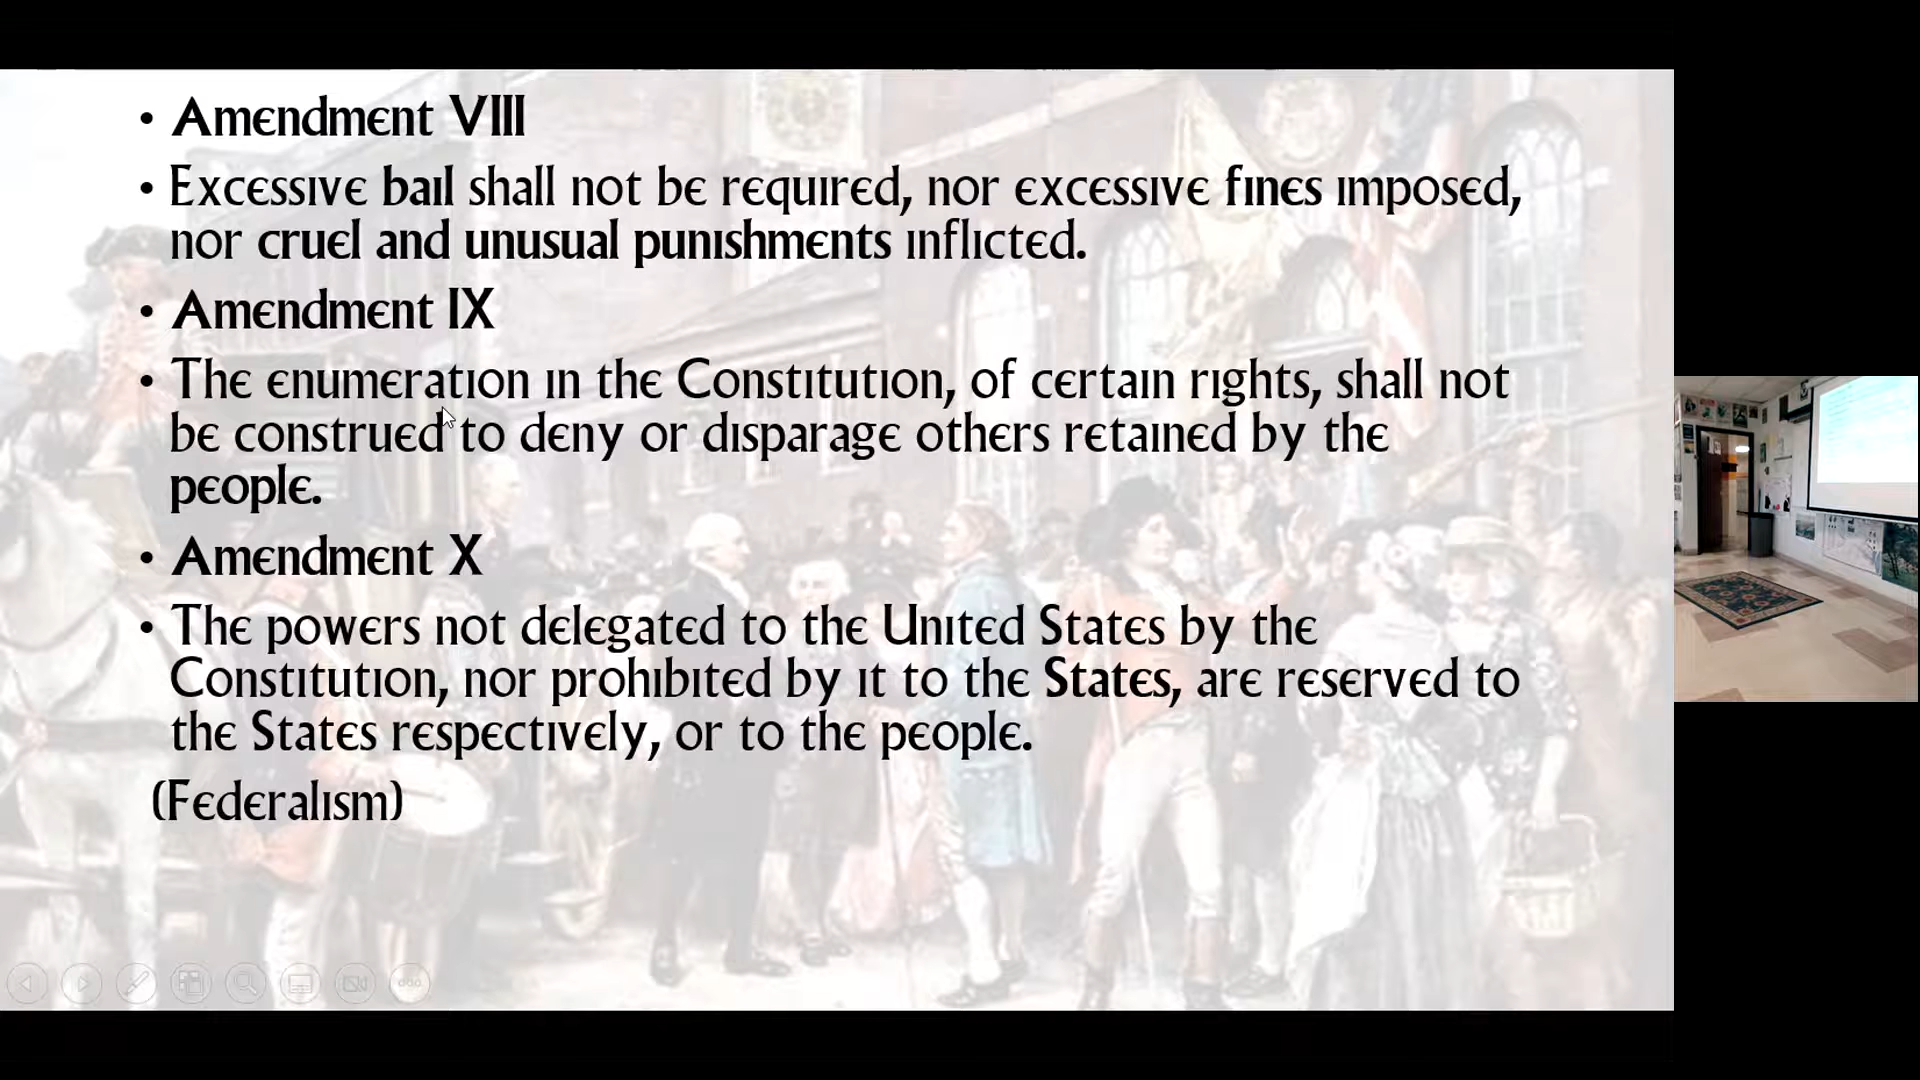 • Amendment VIII
• Excessive bail shall not be required, nor excessive fines imposed,
nor cruel and unusual punishments inflicted.
• Amendment IX
• The enumeration in the Constitution, of certain rights, shall not
be construed to deny or disparage others retained by the
people.
• Amendment X
• The powers not delegated to the United States by the
Constitution, nor prohibited by it to the States, are reserved to
the States respectively, or to the people.
(Federalism)